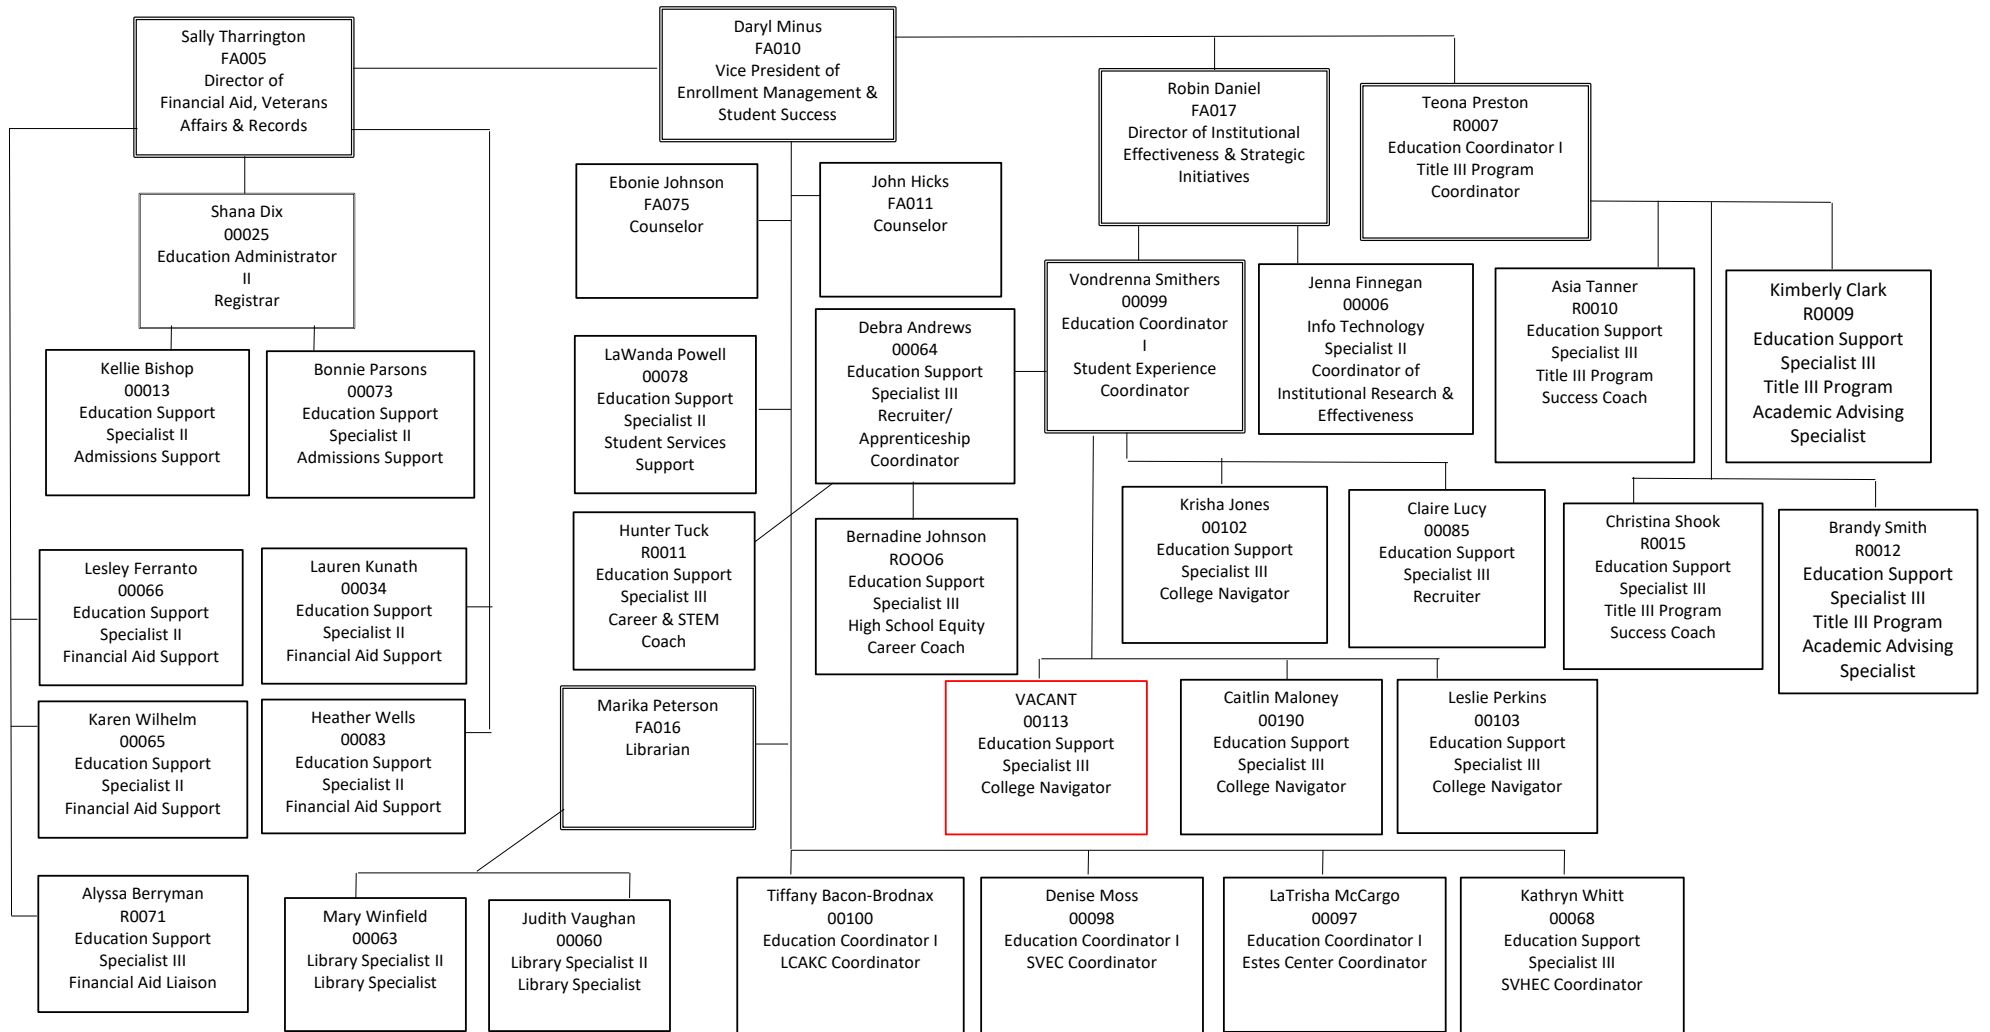 Sally Tharrington
FA005
Director of
Financial Aid, Veterans
Affairs & Records
Daryl Minus
FA010
Vice President of
Enrollment Management &
Student Success
Robin Daniel
FA017
Director of Institutional
Effectiveness & Strategic
Initiatives
Teona Preston
R0007
Education Coordinator I
Title III Program
Coordinator
Ebonie Johnson
FA075
Counselor
John Hicks
FA011
Counselor
Shana Dix
00025
Education Administrator
II
Registrar
Vondrenna Smithers
00099
Education Coordinator
I
Student Experience
Coordinator
Jenna Finnegan
00006
Info Technology
Specialist II
Coordinator of
Institutional Research &
Effectiveness
Asia Tanner
R0010
Education Support
Specialist III
Title III Program
Success Coach
Kimberly Clark
R0009
Education Support
Specialist III
Title III Program
Academic Advising
Specialist
Kellie Bishop
00013
Education Support
Specialist II
Admissions Support
Bonnie Parsons
00073
Education Support
Specialist II
Admissions Support
LaWanda Powell
00078
Education Support
Specialist II
Student Services
Support
Debra Andrews
00064
Education Support
Specialist III
Recruiter/
Apprenticeship
Coordinator
Hunter Tuck
R0011
Education Support
Specialist III
Career & STEM
Coach
Bernadine Johnson
ROOO6
Education Support
Specialist III
High School Equity
Career Coach
Krisha Jones
00102
Education Support
Specialist III
College Navigator
Claire Lucy
00085
Education Support
Specialist III
Recruiter
Christina Shook
R0015
Education Support
Specialist III
Title III Program
Success Coach
Brandy Smith
R0012
Education Support
Specialist III
Title III Program
Academic Advising
Specialist
Lesley Ferranto
00066
Education Support
Specialist II
Financial Aid Support
Lauren Kunath
00034
Education Support
Specialist II
Financial Aid Support
Karen Wilhelm
00065
Education Support
Specialist II
Financial Aid Support
Heather Wells
00083
Education Support
Specialist II
Financial Aid Support
Marika Peterson
FA016
Librarian
VACANT
00113
Education Support
Specialist III
College Navigator
Caitlin Maloney
00190
Education Support
Specialist III
College Navigator
Leslie Perkins
00103
Education Support
Specialist III
College Navigator
Alyssa Berryman
R0071
Education Support
Specialist III
Financial Aid Liaison
Mary Winfield
00063
Library Specialist II
Library Specialist
Judith Vaughan
00060
Library Specialist II
Library Specialist
Tiffany Bacon-Brodnax
00100
Education Coordinator I
LCAKC Coordinator
Denise Moss
00098
Education Coordinator I
SVEC Coordinator
LaTrisha McCargo
00097
Education Coordinator I
Estes Center Coordinator
Kathryn Whitt
00068
Education Support
Specialist III
SVHEC Coordinator